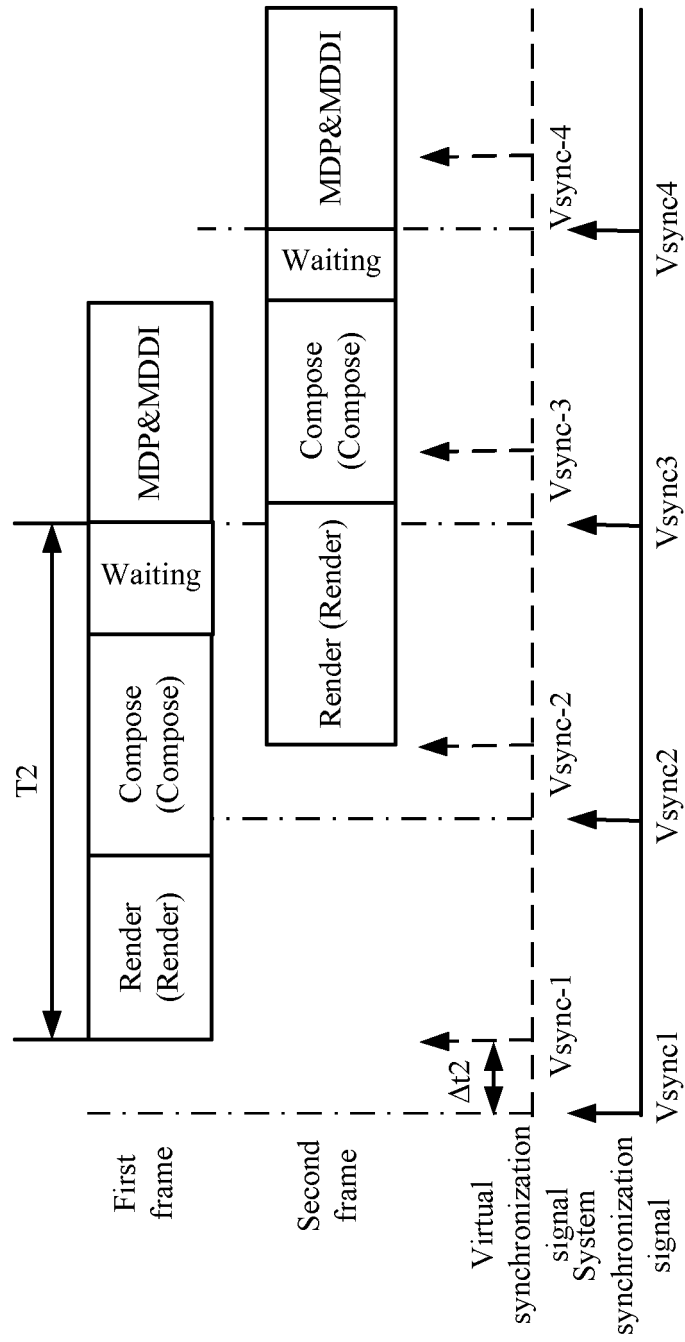 T2
First
frame
Render
(Render)
Compose
(Compose)
Waiting
MDP&MDDI
Second
frame
Render (Render)
Compose
(Compose)
Waiting
MDP&MDDI
Δt2
Virtual
synchronization
signal
Vsync-1
Vsync-2
Vsync-3
Vsync-4
System
synchronization
signal
Vsync1
Vsync2
Vsync3
Vsync4